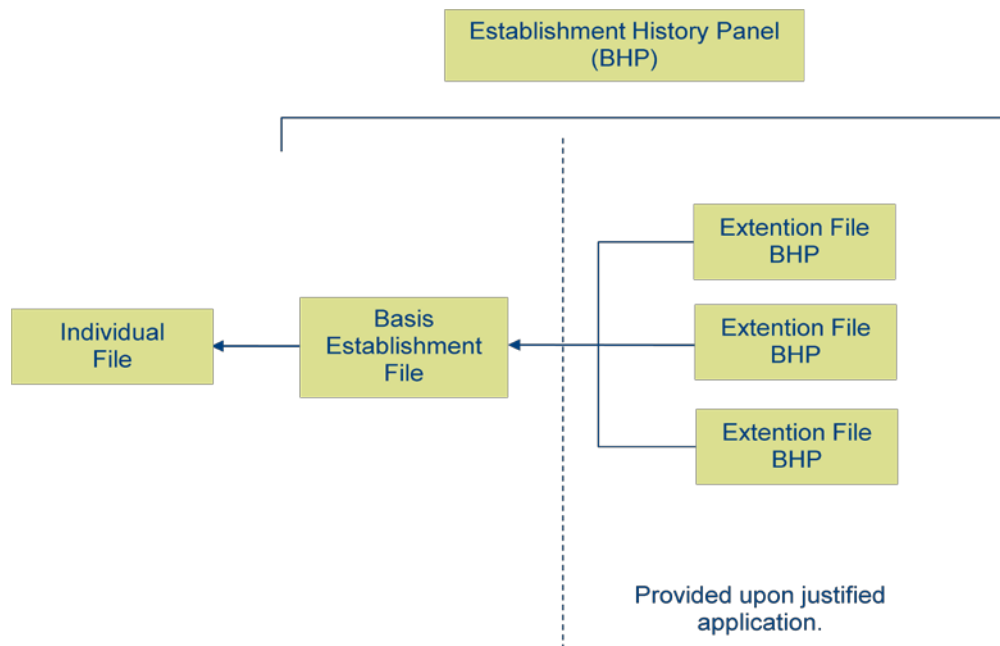 Establishment History Panel
(BHP)
Extention File
BHP
Individual
File
Basis
Establishment
File
Extention File
BHP
Extention File
BHP
Provided upon justified
application.